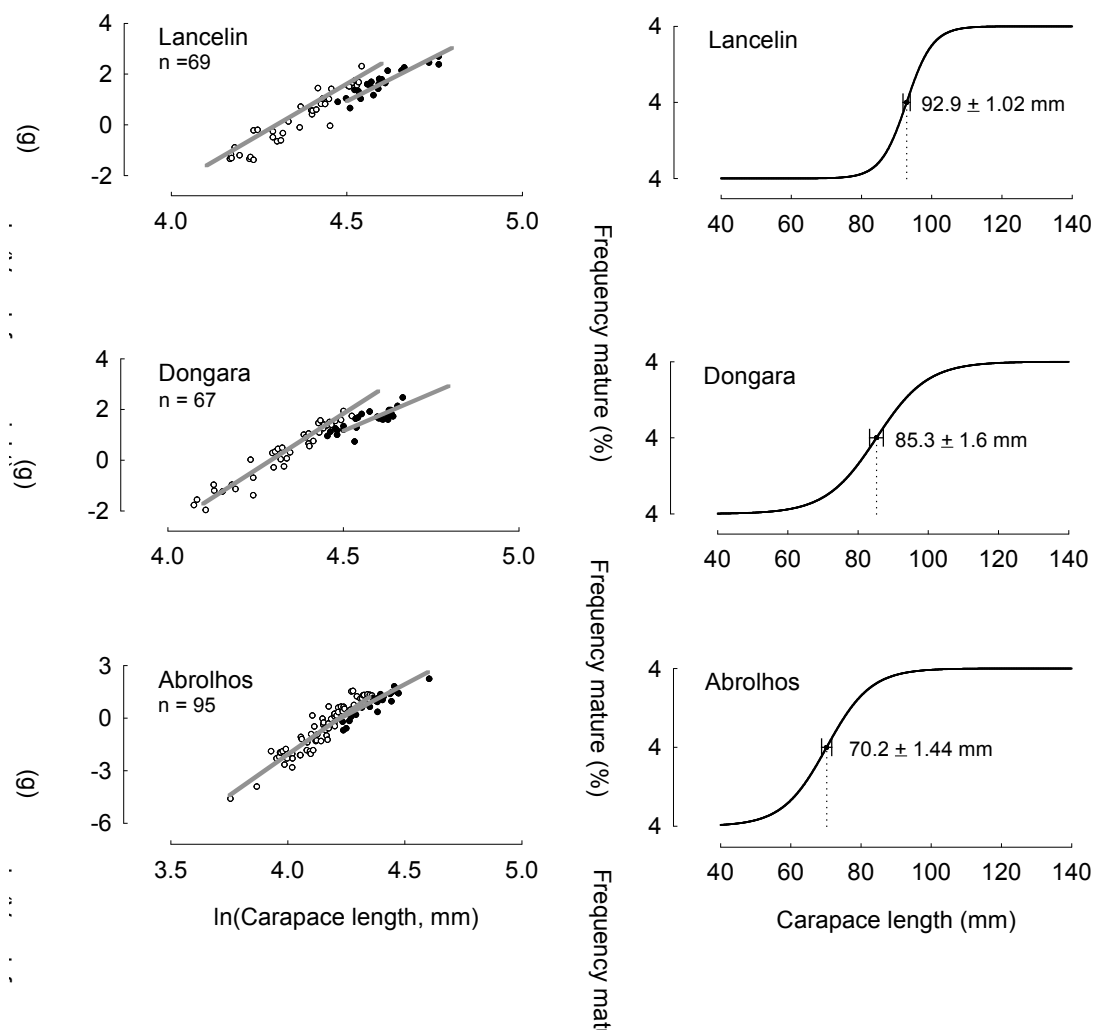 4
2
0
-2
Lancelin
n =69
(g)
4.0 4.5 5.0
4
4
4
Lancelin
92.9 ± 1.02 mm
40 60 80 100 120 140
Frequency mature (%)
4
2
0
-2
Dongara
n = 67
(g)
4.0 4.5 5.0
4
4
4
Dongara
85.3 ± 1.6 mm
40 60 80 100 120 140
Frequency mature (%)
3
0
-3
-6
Abrolhos
n = 95
(g)
3.5 4.0 4.5 5.0
ln(Carapace length, mm)
4
4
4
Abrolhos
70.2 ± 1.44 mm
40 60 80 100 120 140
Carapace length (mm)
Frequency mat